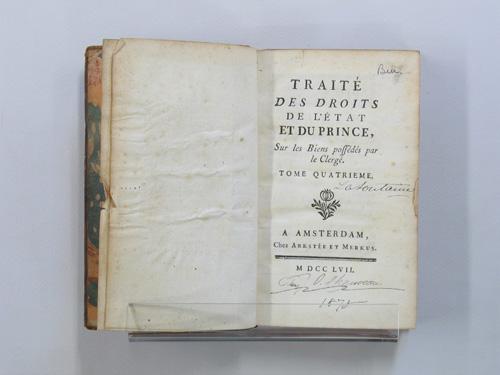 TRAITÉ
DES DROITS
DE L'ÉTAT
ET DU PRINCE,
Sur les Biens possédés par
le Clergé.
TOME QUATRIEME.
Lafontaine
A AMSTERDAM,
Chez ARKSTÉE ET MERKUS.
M DCC LVII.